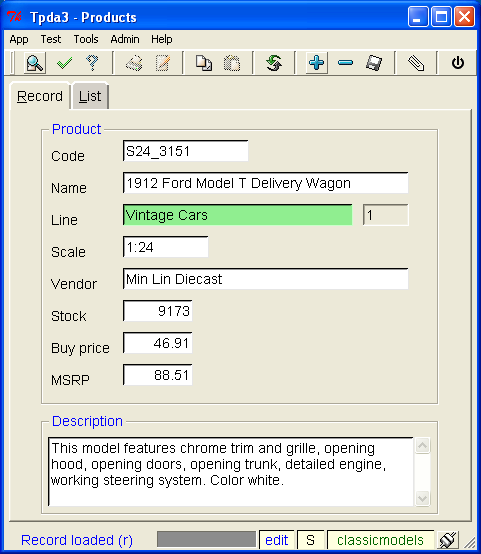 Tpda3 - Products
App Test Tools Admin Help
Record List
Product
Code S24_3151
Name 1912 Ford Model T Delivery Wagon
Line Vintage Cars 1
Scale 1:24
Vendor Min Lin Diecast
Stock 9173
Buy price 46.91
MSRP 88.51
Description
This model features chrome trim and grille, opening
hood, opening doors, opening trunk, detailed engine,
working steering system. Color white.
Record loaded (r) edit S classicmodels